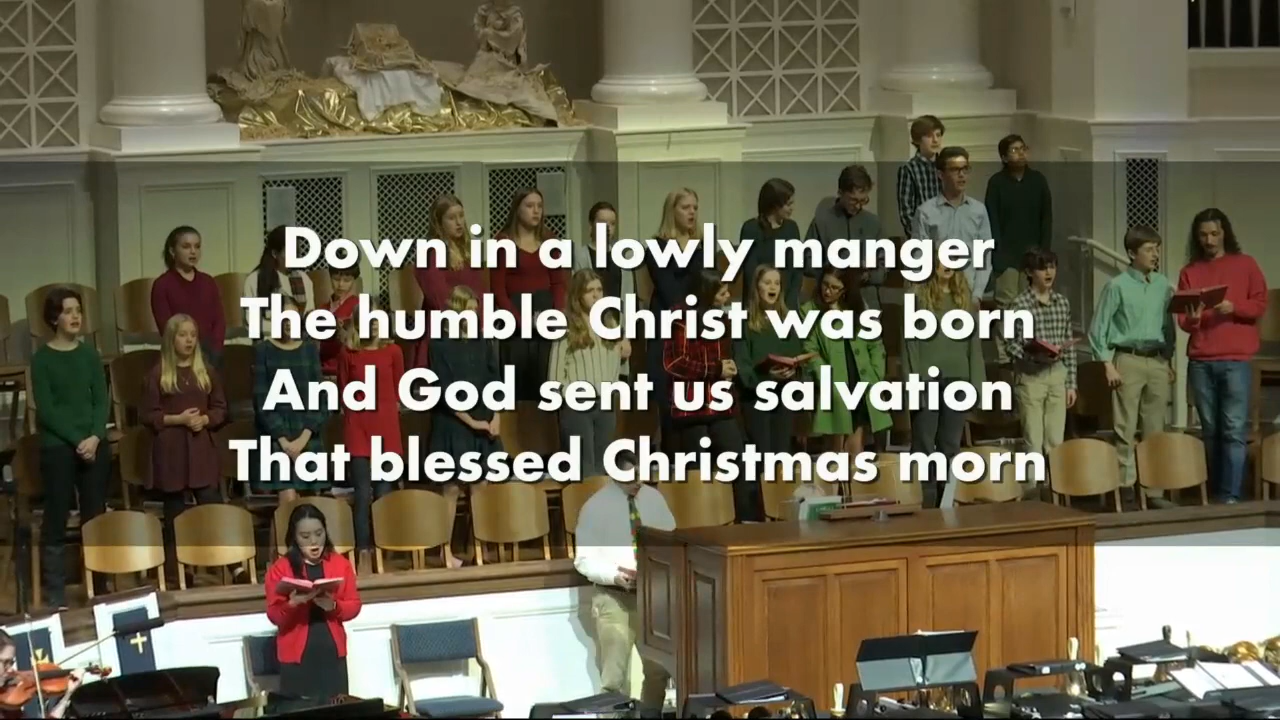 Down in a lowly manger
The humble Christ was born
And God sent us salvation
That blessed Christmas morn